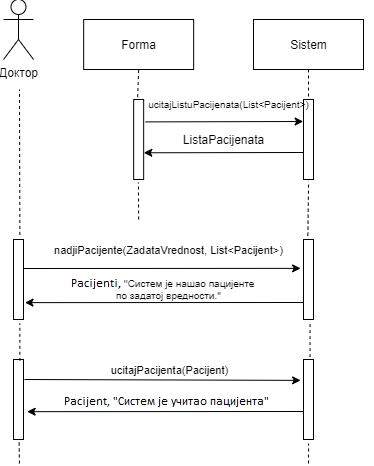 Forma
Sistem
Доктор
ucitajListuPacijenata(List<Pacijent>)
ListaPacijenata
nadjiPacijente(ZadataVrednost, List<Pacijent>)
Pacijenti, "Систем је нашао пацијенте
по задатој вредности."
ucitajPacijenta(Pacijent)
Pacijent, "Систем је учитао пацијента"